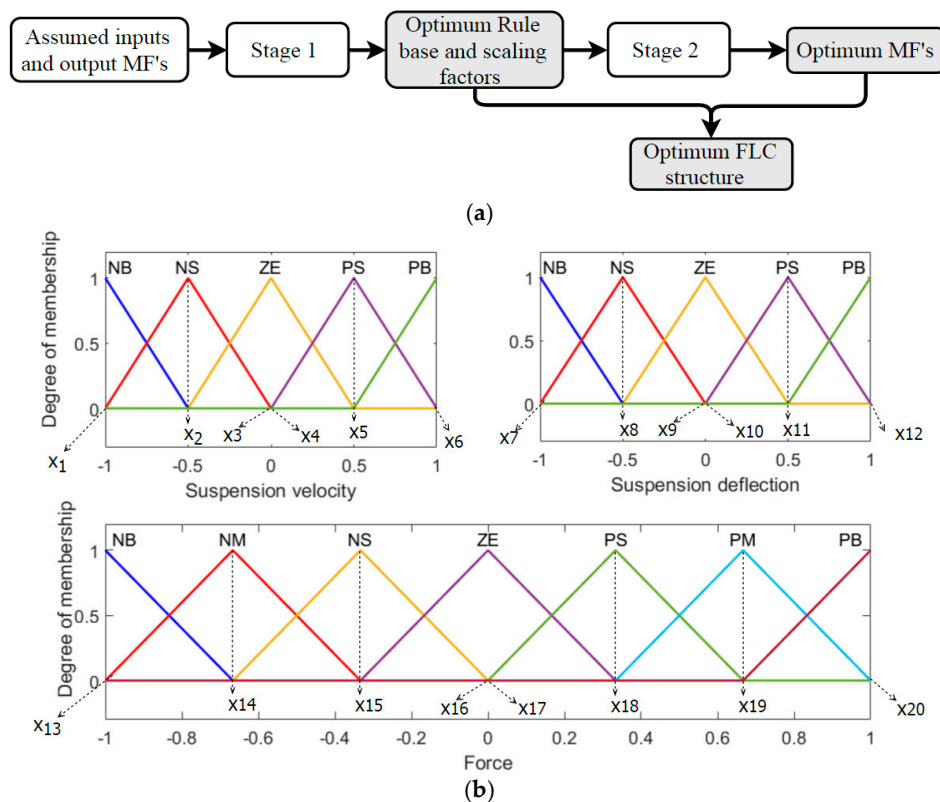 Assumed inputs
and output MF's
Stage 1
Optimum Rule
base and scaling
factors
Stage 2
Optimum MF's
Optimum FLC
structure
(a)
Degree of membership
NB NS ZE PS PB
1
0.5
0
x1 x2 x3 x4 x5 x6
-1 -0.5 0 0.5 1
Suspension velocity
Degree of membership
NB NS ZE PS PB
1
0.5
0
x7 x8 x9 x10 x11 x12
-1 -0.5 0 0.5 1
Suspension deflection
Degree of membership
NB NM NS ZE PS PM PB
1
0.5
0
x13 x14 x15 x16 x17 x18 x19 x20
-1 -0.8 -0.6 -0.4 -0.2 0 0.2 0.4 0.6 0.8 1
Force
(b)